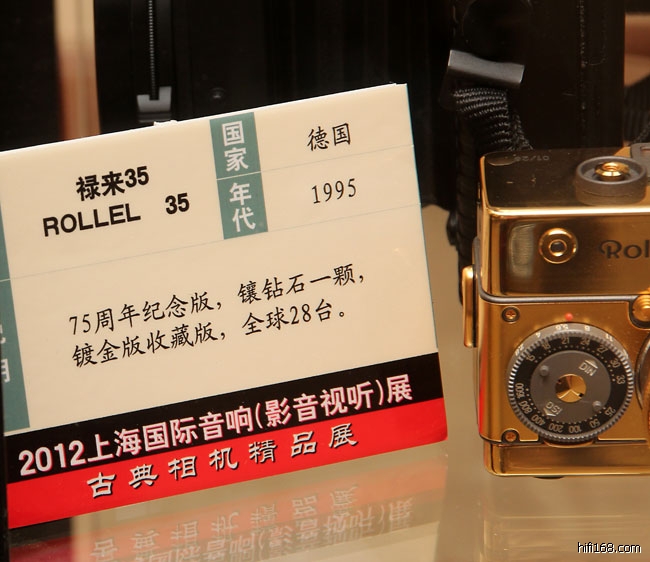 禄来35
ROLLEL 35
国家
德国
年代
1995
75周年纪念版，镶钻石一颗，
镀金版收藏版，全球28台。
2012上海国际音响(影音视听)展
古典相机精品展
Rol
DIN
ISO
hifi168.com